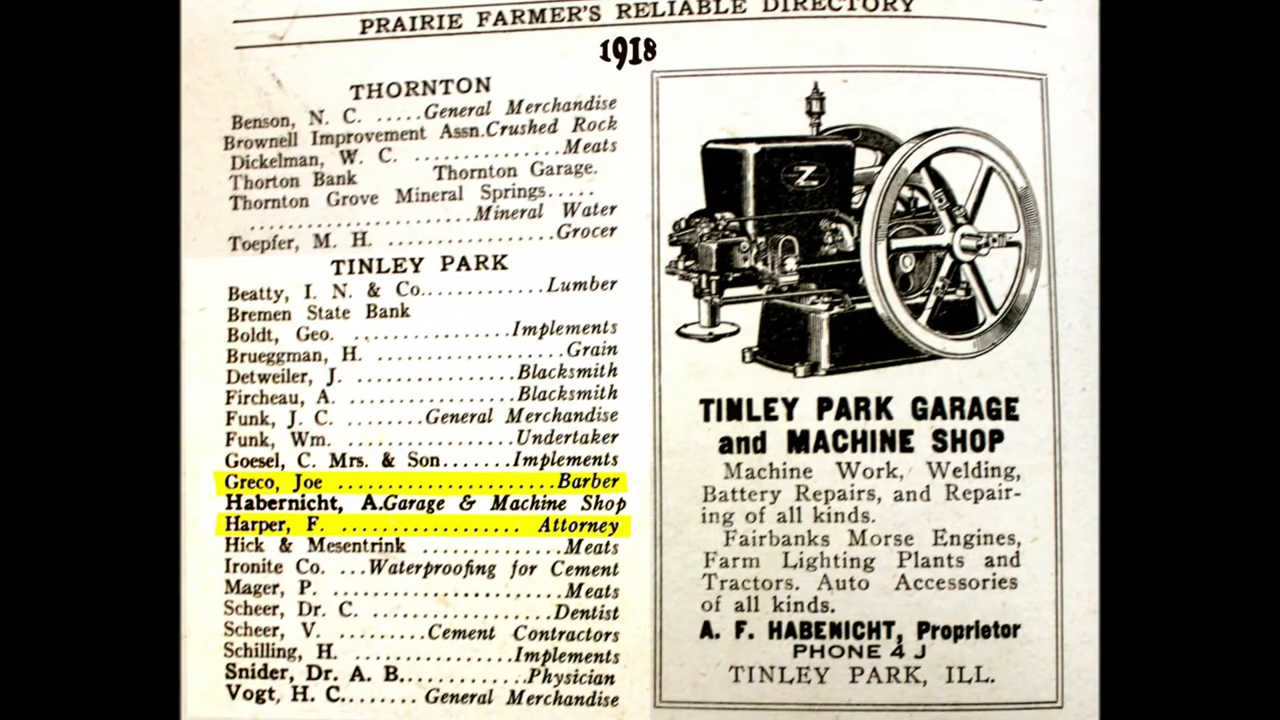 PRAIRIE FARMER'S RELIABLE DIRECTORY
1918
THORNTON
Benson, N. C. .....General Merchandise
Brownell Improvement Assn.Crushed Rock
Dickelman, W. C. ...............Meats
Thorton Bank Thornton Garage.
Thornton Grove Mineral Springs.....
.......................Mineral Water
Toepfer, M. H. .................Grocer
TINLEY PARK
Beatty, I. N. & Co.............Lumber
Bremen State Bank
Boldt, Geo. ................Implements
Brueggman, H. ...................Grain
Detweiler, J. ................Blacksmith
Fircheau, A. .................Blacksmith
Funk, J. C. ........General Merchandise
Funk, Wm. ..................Undertaker
Goesel, C. Mrs. & Son.......Implements
Greco, Joe ......................Barber
Habernicht, A.Garage & Machine Shop
Harper, F. .................. Attorney
Hick & Mesentrink ..............Meats
Ironite Co. ...Waterproofing for Cement
Mager, P. .......................Meats
Scheer, Dr. C. ..................Dentist
Scheer, V. .........Cement Contractors
Schilling, H. ................Implements
Snider, Dr. A. B..............Physician
Vogt, H. C........ General Merchandise
Z
TINLEY PARK GARAGE
and MACHINE SHOP
Machine Work, Welding,
Battery Repairs, and Repair-
ing of all kinds.
Fairbanks Morse Engines,
Farm Lighting Plants and
Tractors. Auto Accessories
of all kinds.
A. F. HABENICHT, Proprietor
PHONE 4 J
TINLEY PARK, ILL.